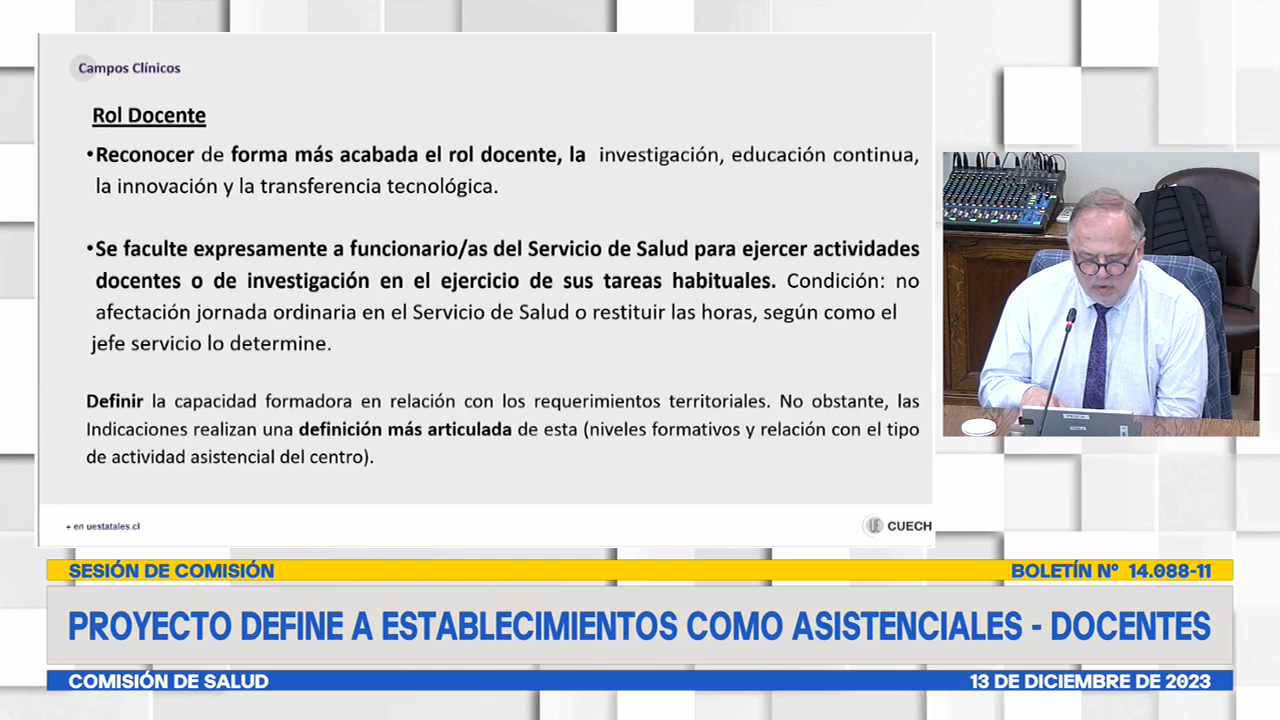 Campos Clínicos
Rol Docente
•Reconocer de forma más acabada el rol docente, la investigación, educación continua,
la innovación y la transferencia tecnológica.
•Se faculte expresamente a funcionario/as del Servicio de Salud para ejercer actividades
docentes o de investigación en el ejercicio de sus tareas habituales. Condición: no
afectación jornada ordinaria en el Servicio de Salud o restituir las horas, según como el
jefe servicio lo determine.
Definir la capacidad formadora en relación con los requerimientos territoriales. No obstante, las
Indicaciones realizan una definición más articulada de esta (niveles formativos y relación con el tipo
de actividad asistencial del centro).
+ en uestatales.cl
UE CUECH
SESIÓN DE COMISIÓN
BOLETÍN N° 14.088-11
PROYECTO DEFINE A ESTABLECIMIENTOS COMO ASISTENCIALES - DOCENTES
COMISIÓN DE SALUD
13 DE DICIEMBRE DE 2023